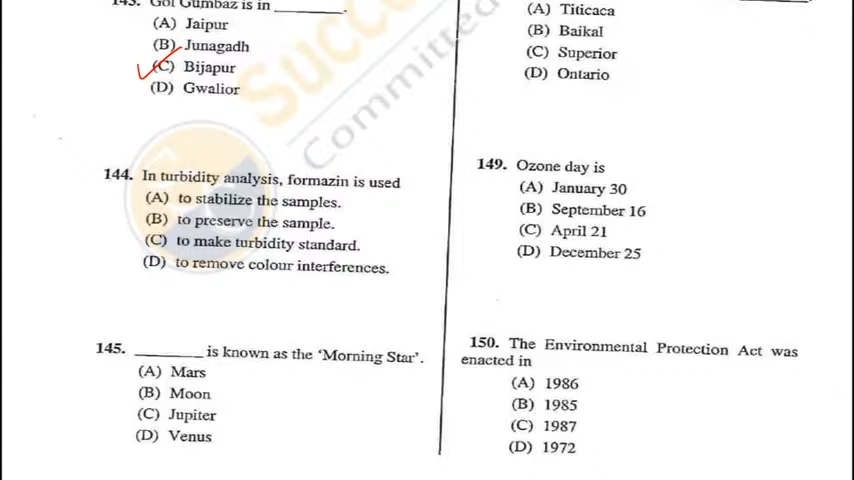 143. Gol Gumbaz is in ________.
(A) Jaipur
(B) Junagadh
(C) Bijapur
(D) Gwalior
144. In turbidity analysis, formazin is used
(A) to stabilize the samples.
(B) to preserve the sample.
(C) to make turbidity standard.
(D) to remove colour interferences.
145. ________ is known as the ‘Morning Star’.
(A) Mars
(B) Moon
(C) Jupiter
(D) Venus
(A) Titicaca
(B) Baikal
(C) Superior
(D) Ontario
149. Ozone day is
(A) January 30
(B) September 16
(C) April 21
(D) December 25
150. The Environmental Protection Act was
enacted in
(A) 1986
(B) 1985
(C) 1987
(D) 1972
Committed